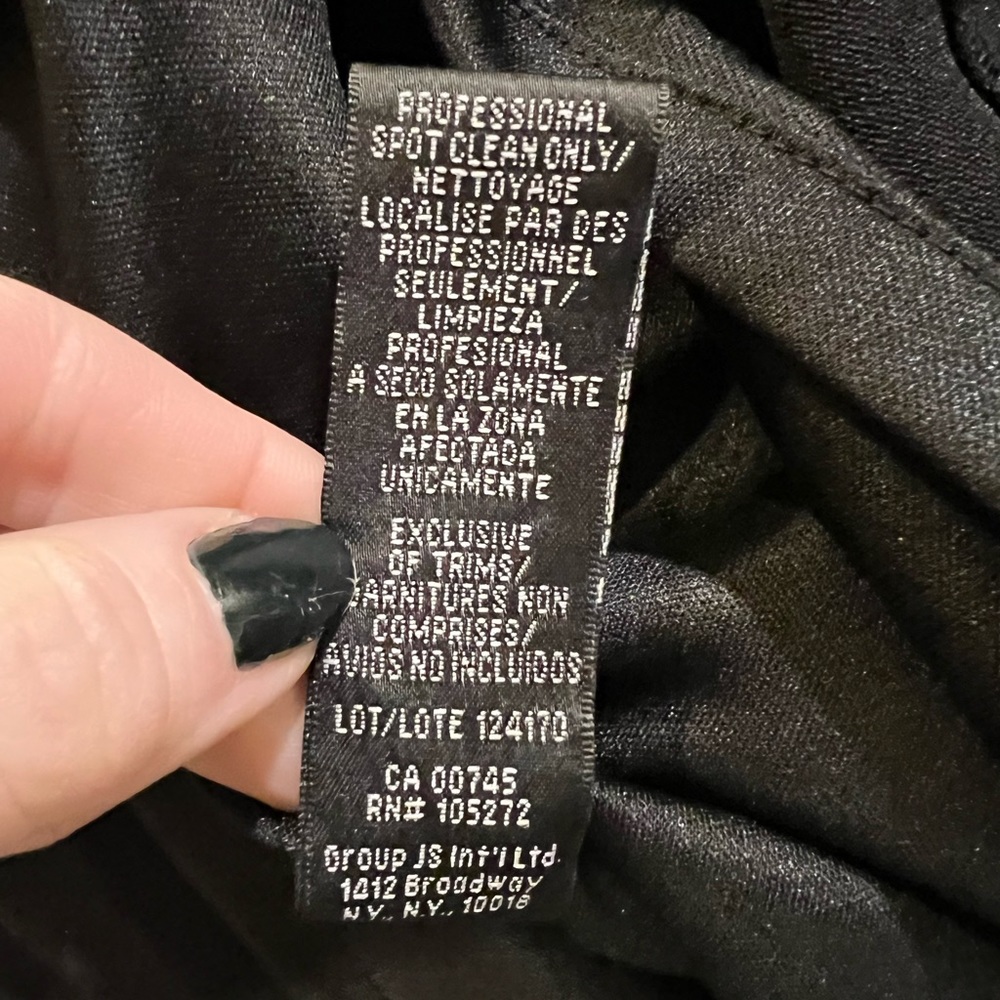 PROFESSIONAL
SPOT CLEAN ONLY/
NETTOYAGE
LOCALISE PAR DES
PROFESSIONNEL
SEULEMENT/
LIMPIEZA
PROFESIONAL
A SECO SOLAMENTE
EN LA ZONA
AFECTADA
UNICAMENTE
EXCLUSIVE
OF TRIMS/
GARNITURES NON
COMPRISES/
AVIOS NO INCLUIDOS
LOT/LOTE 124170
CA 00745
RN# 105272
Group JS Int'l Ltd.
1412 Broadway
N.Y., N.Y., 10018